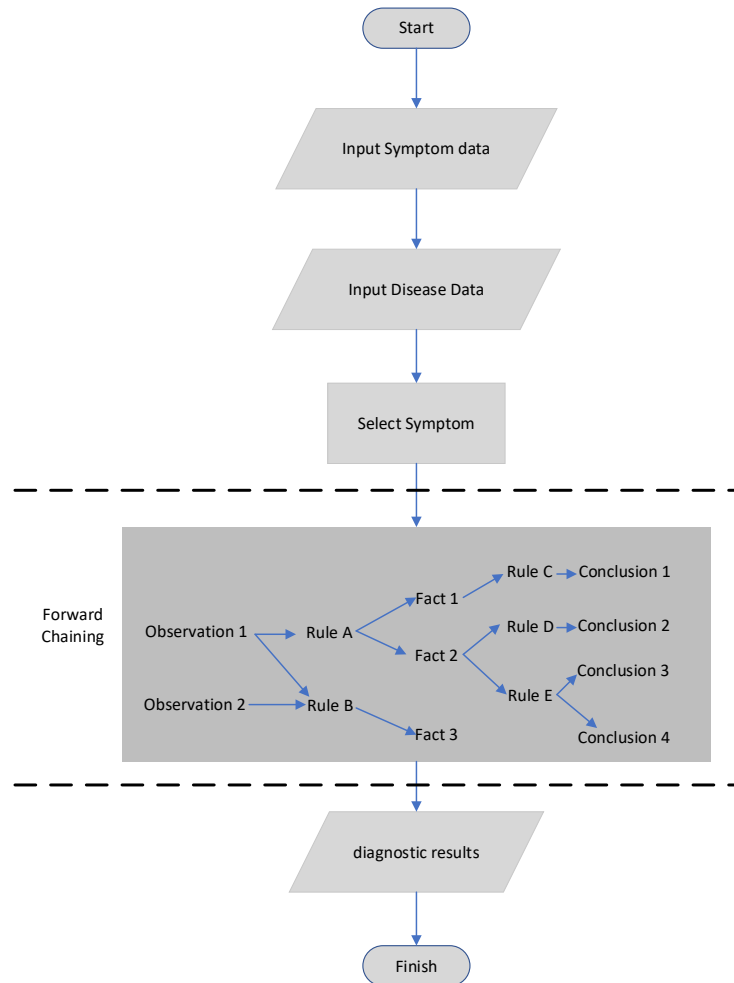 Start
Input Symptom data
Input Disease Data
Select Symptom
Forward
Chaining
Observation 1
Observation 2
Rule A
Rule B
Fact 1
Fact 2
Fact 3
Rule C
Rule D
Rule E
Conclusion 1
Conclusion 2
Conclusion 3
Conclusion 4
diagnostic results
Finish